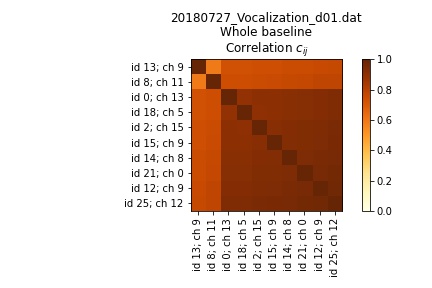 20180727_Vocalization_d01.dat
Whole baseline
Correlation c_ij
id 13; ch 9
id 8; ch 11
id 0; ch 13
id 18; ch 5
id 2; ch 15
id 15; ch 9
id 14; ch 8
id 21; ch 0
id 12; ch 9
id 25; ch 12
1.0
0.8
0.6
0.4
0.2
0.0
id 13; ch 9
id 8; ch 11
id 0; ch 13
id 18; ch 5
id 2; ch 15
id 15; ch 9
id 14; ch 8
id 21; ch 0
id 12; ch 9
id 25; ch 12